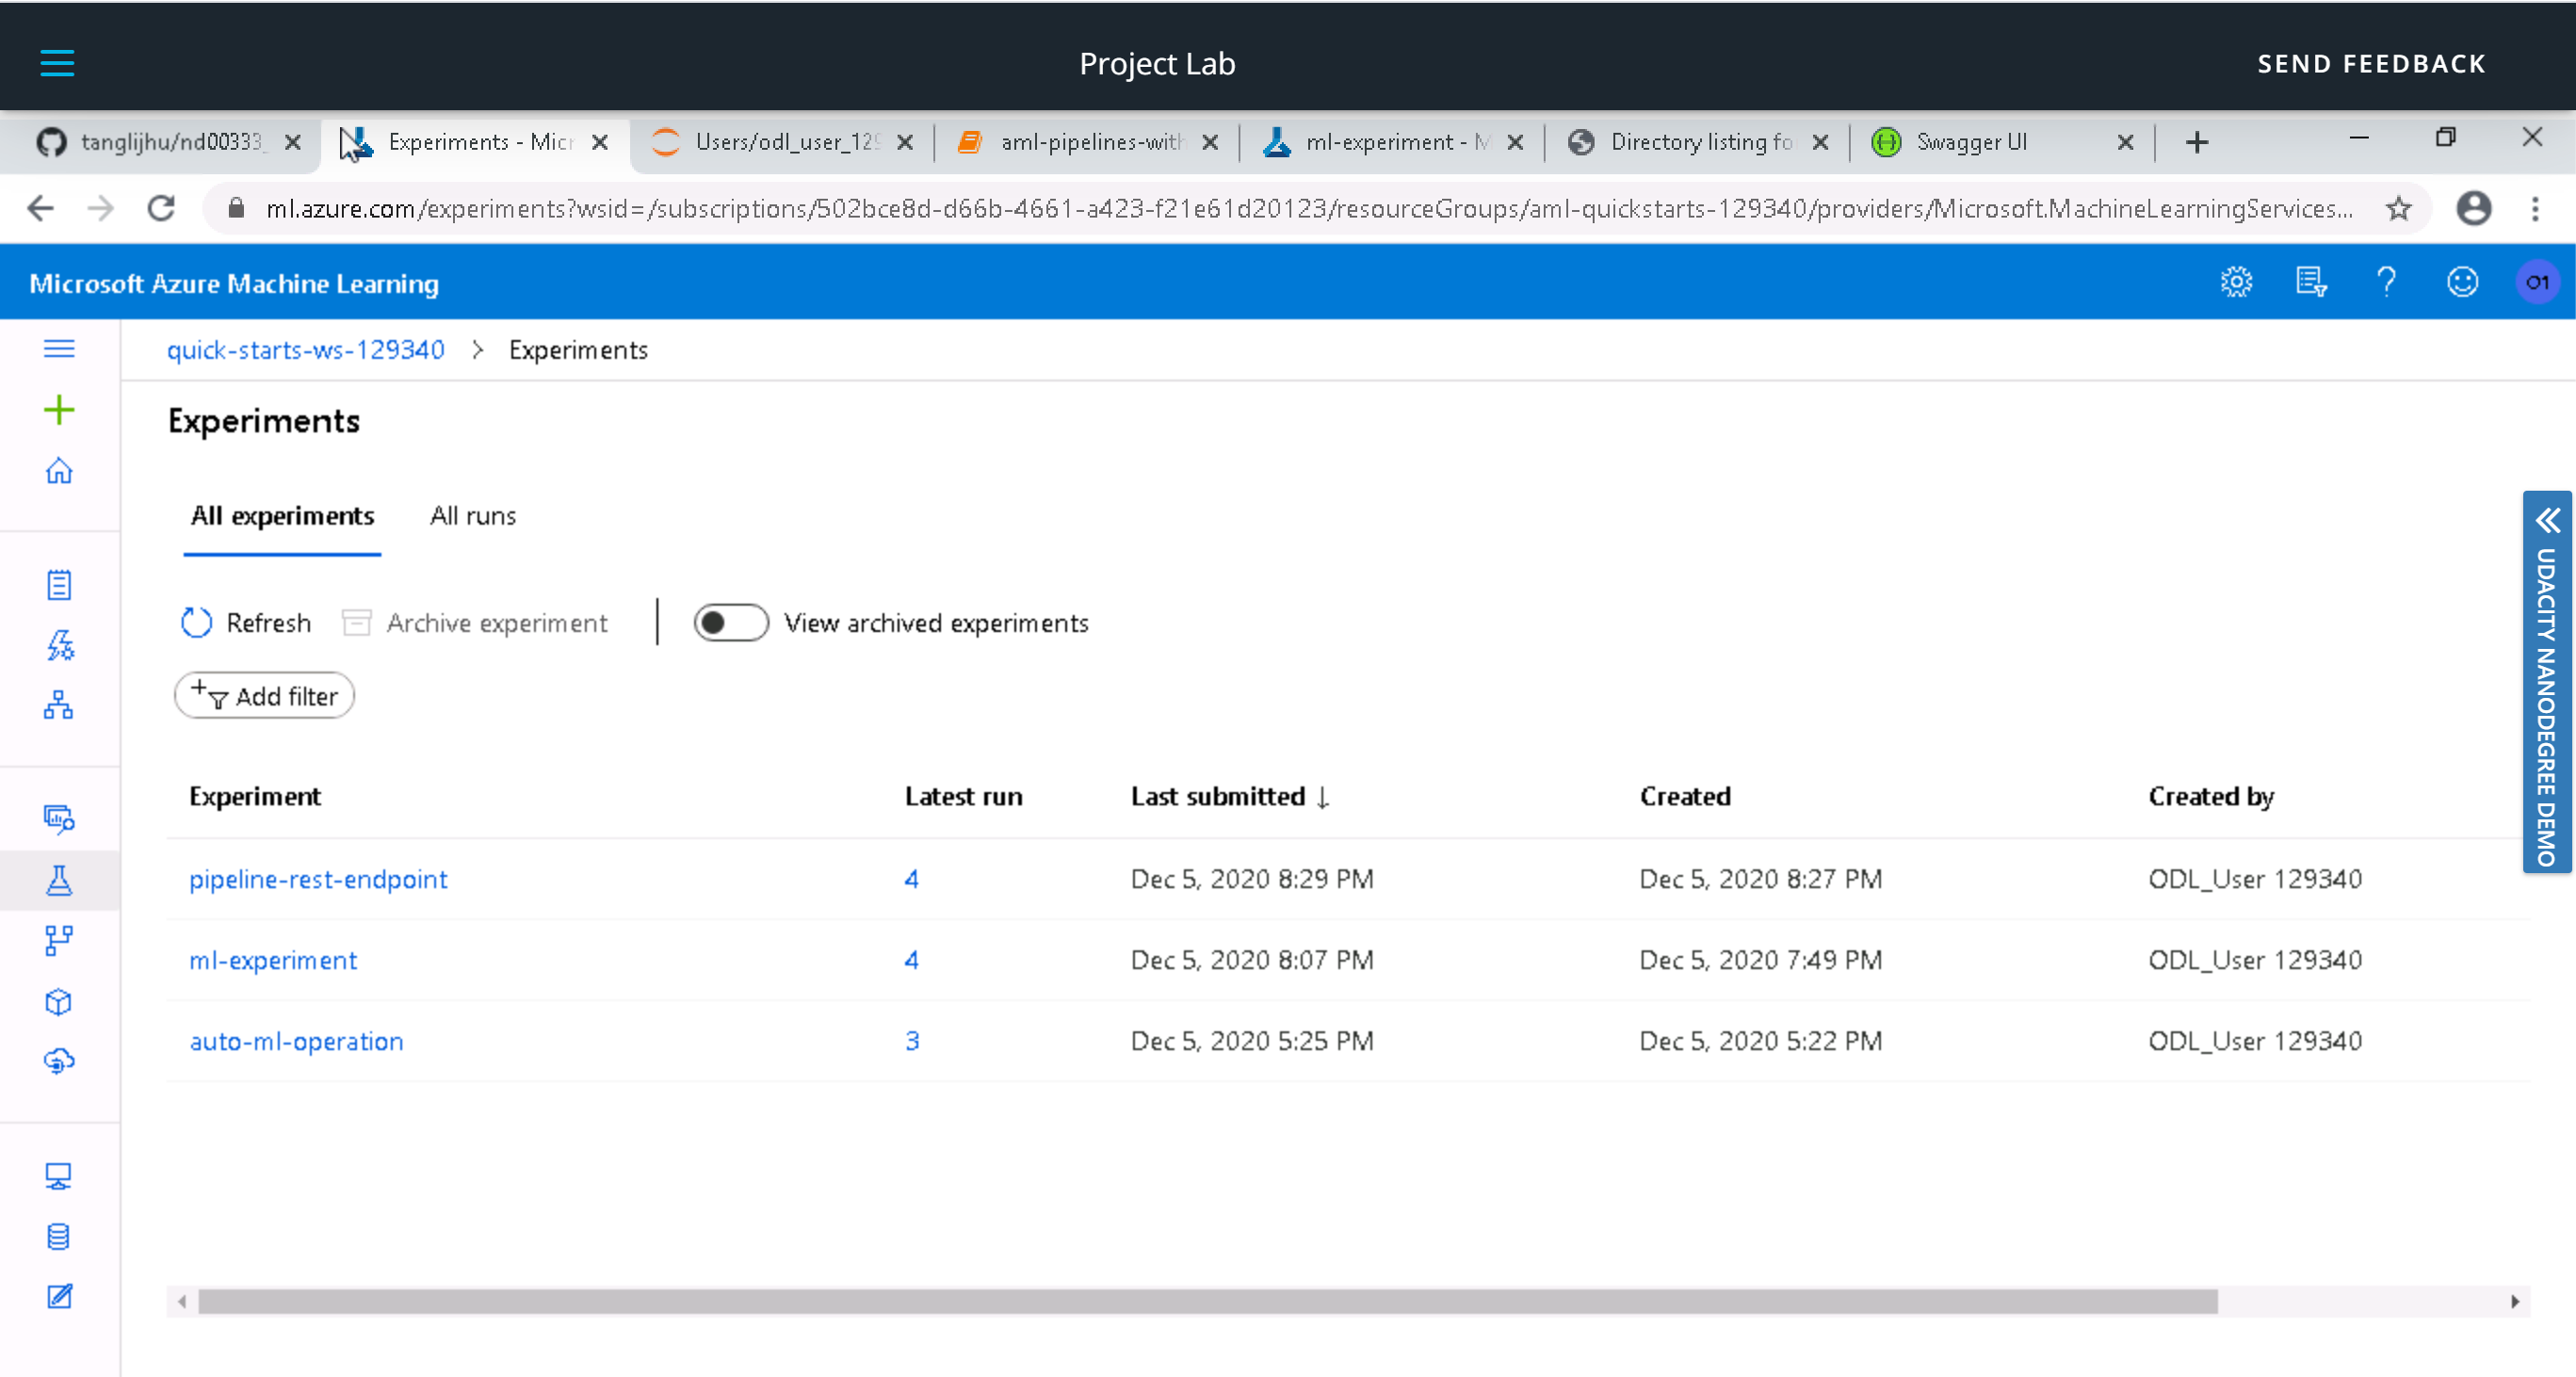 Project Lab
SEND FEEDBACK
tanglijhu/nd00333_
Experiments - Micr
Users/odl_user_129
aml-pipelines-with
ml-experiment - M
Directory listing fo
Swagger UI
ml.azure.com/experiments?wsid=/subscriptions/502bce8d-d66b-4661-a423-f21e61d20123/resourceGroups/aml-quickstarts-129340/providers/Microsoft.MachineLearningServices...
Microsoft Azure Machine Learning
O1
quick-starts-ws-129340 > Experiments
Experiments
All experiments All runs
Refresh Archive experiment View archived experiments
Add filter
Experiment Latest run Last submitted ↓ Created Created by
pipeline-rest-endpoint 4 Dec 5, 2020 8:29 PM Dec 5, 2020 8:27 PM ODL_User 129340
ml-experiment 4 Dec 5, 2020 8:07 PM Dec 5, 2020 7:49 PM ODL_User 129340
auto-ml-operation 3 Dec 5, 2020 5:25 PM Dec 5, 2020 5:22 PM ODL_User 129340
UDACITY NANODEGREE DEMO